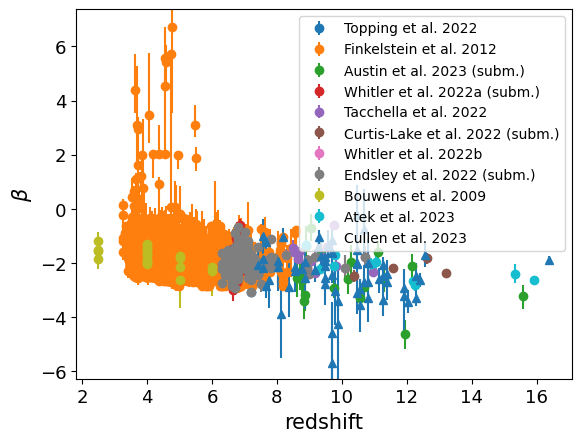 6
4
2
0
−2
−4
−6
β
2
4
6
8
10
12
14
16
redshift
Topping et al. 2022
Finkelstein et al. 2012
Austin et al. 2023 (subm.)
Whitler et al. 2022a (subm.)
Tacchella et al. 2022
Curtis-Lake et al. 2022 (subm.)
Whitler et al. 2022b
Endsley et al. 2022 (subm.)
Bouwens et al. 2009
Atek et al. 2023
Cullen et al. 2023